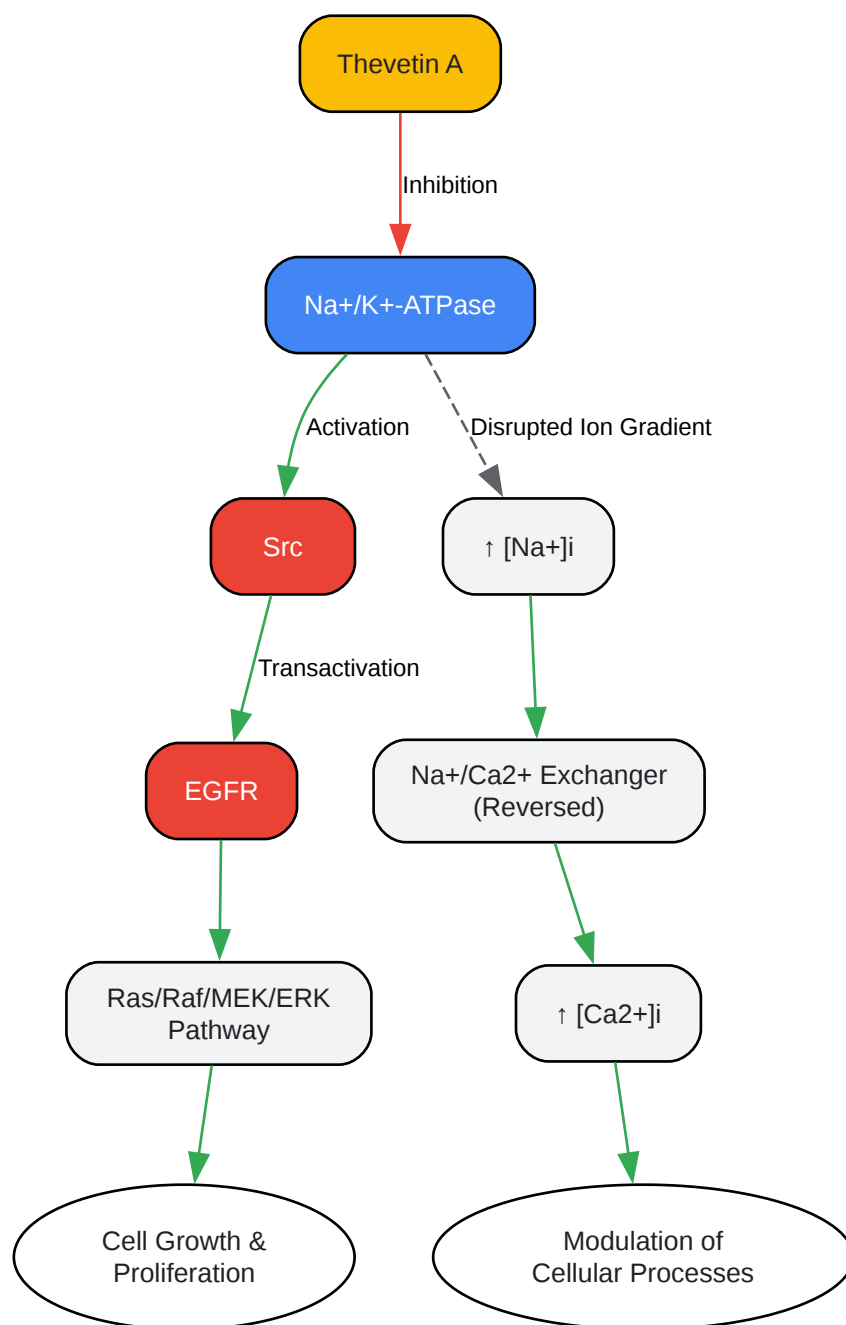 Thevetin A
Inhibition
Na+/K+-ATPase
Activation
Disrupted Ion Gradient
Src
↑ [Na+]i
Transactivation
EGFR
Na+/Ca2+ Exchanger
(Reversed)
Ras/Raf/MEK/ERK
Pathway
↑ [Ca2+]i
Cell Growth &
Proliferation
Modulation of
Cellular Processes